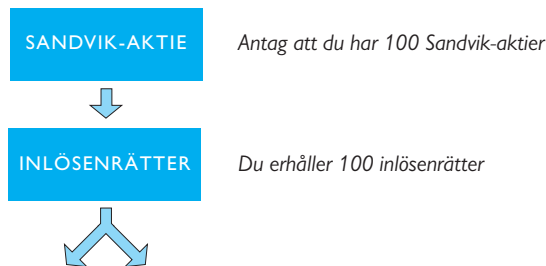 SANDVIK-AKTIE
Antag att du har 100 Sandvik-aktier
INLÖSENRÄTTER
Du erhåller 100 inlösenrätter